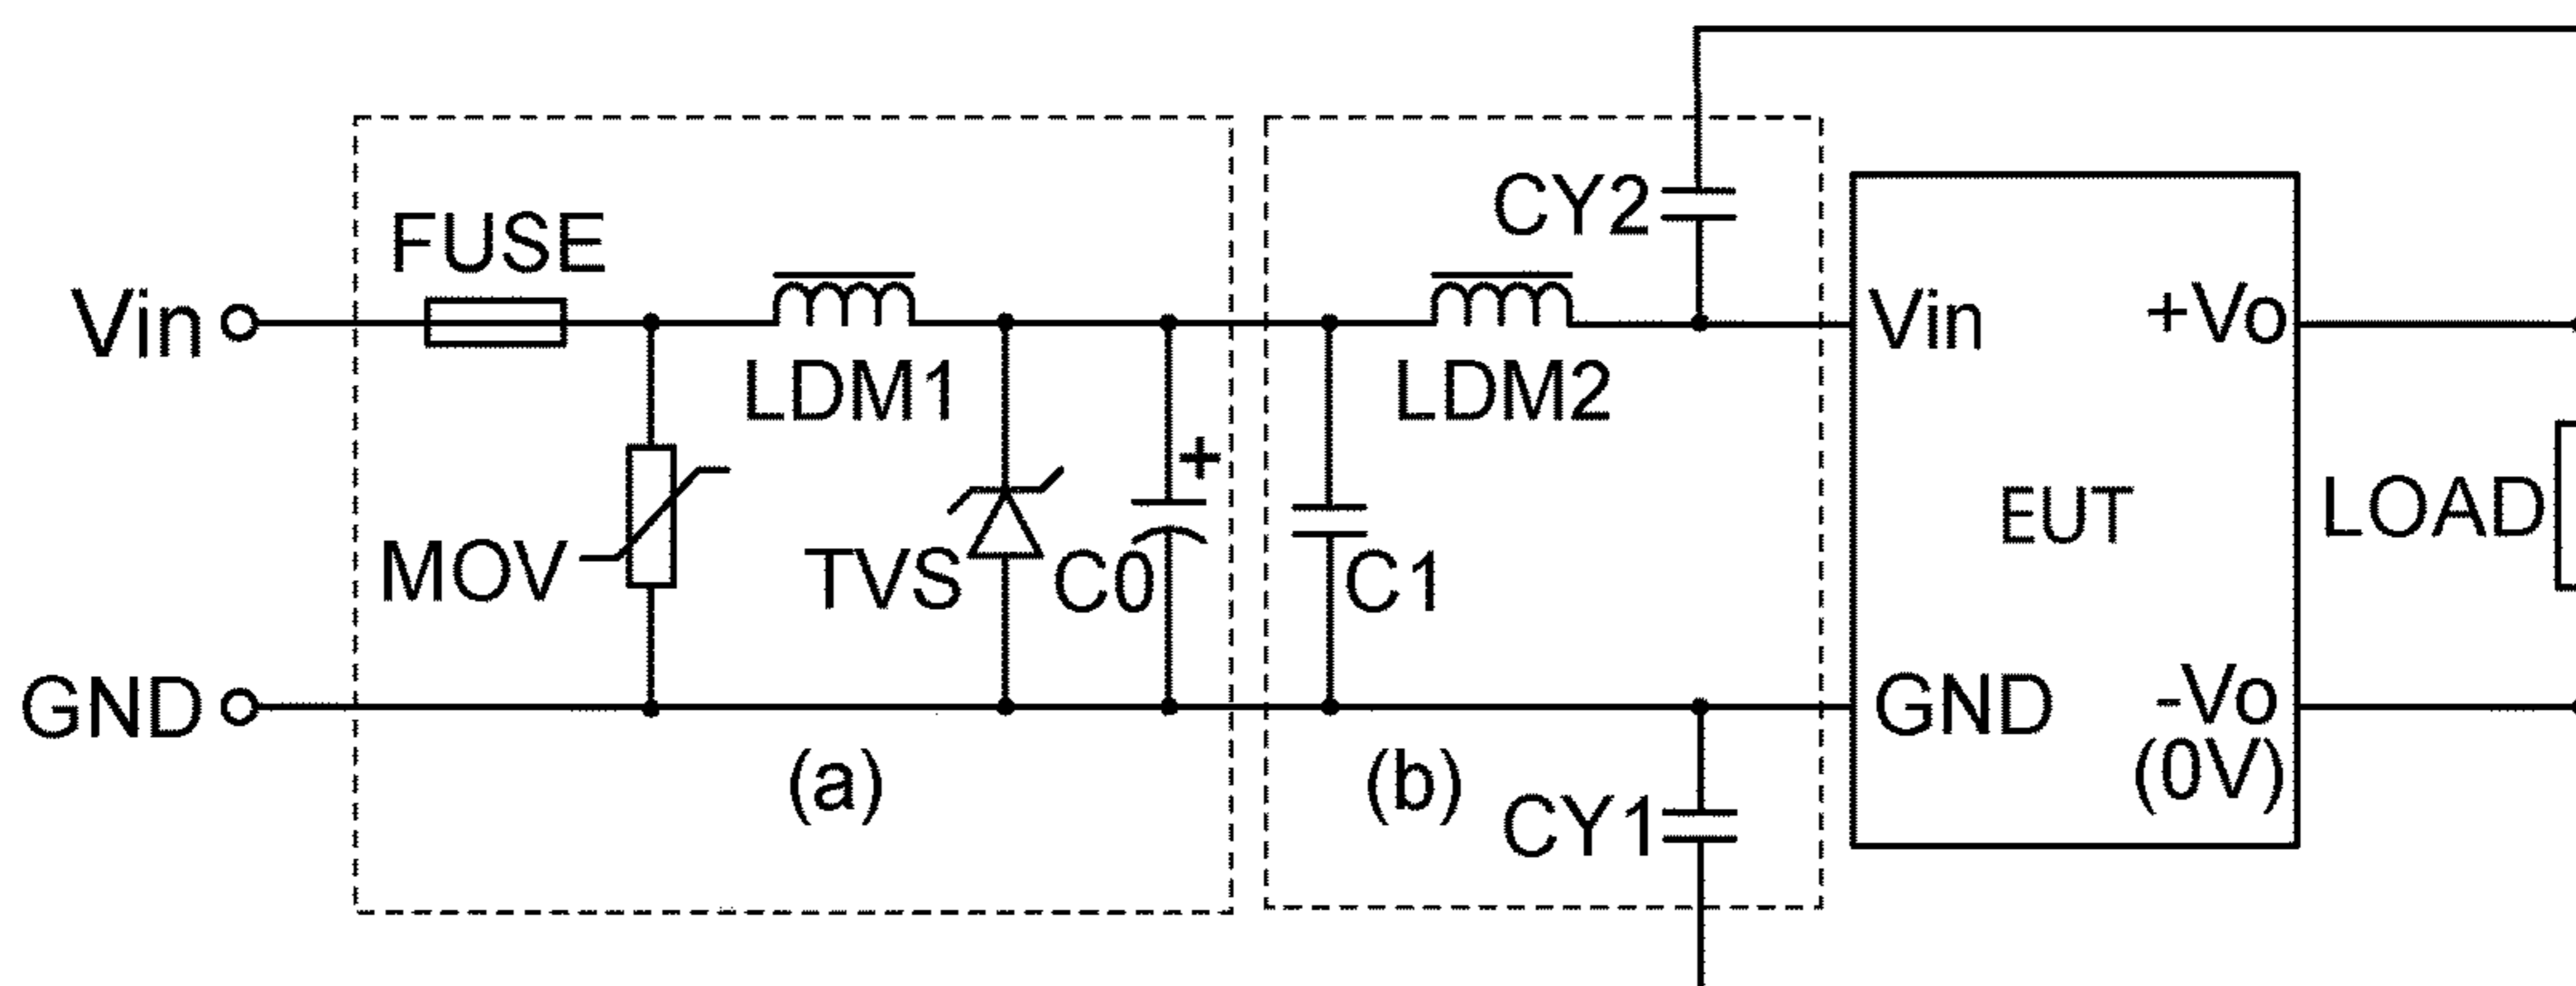 CY2
FUSE
Vin
LDM1
LDM2
Vin
+Vo
MOV
TVS
C0
+
C1
EUT
LOAD
GND
GND
-Vo
(0V)
(a)
(b)
CY1